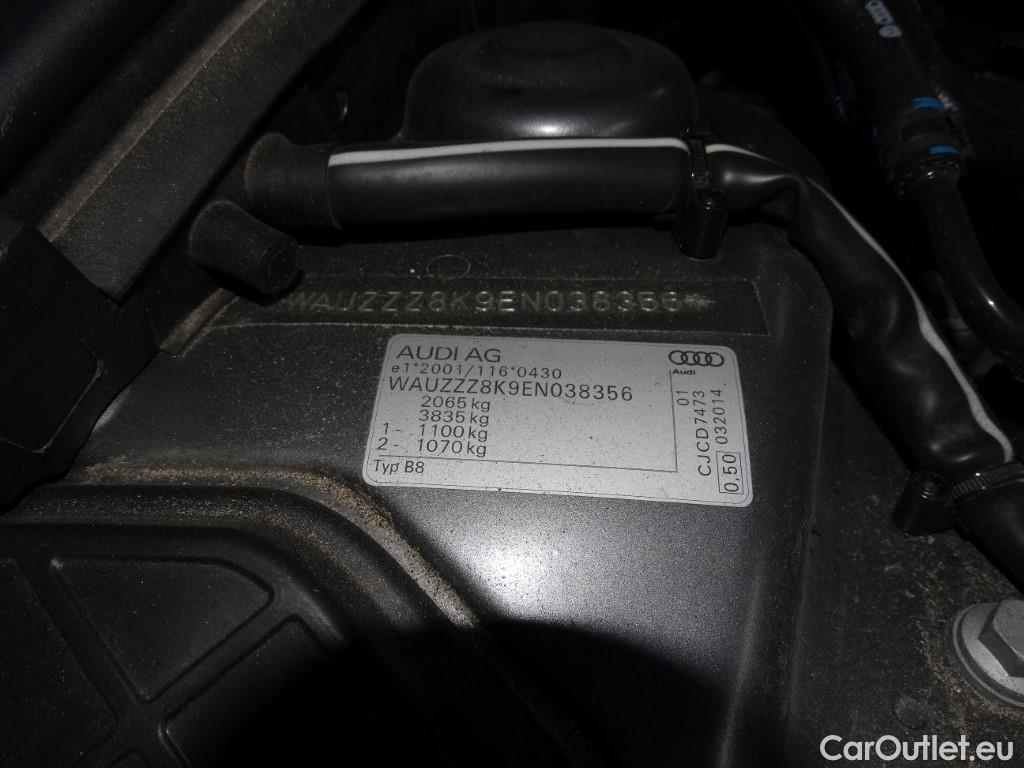 WAUZZZ8K9EN038356*
AUDI AG
e1*2001/116*0430
WAUZZZ8K9EN038356
2065 kg
3835 kg
1- 1100 kg
2- 1070 kg
Typ B8
Audi
01
CJCD7473
032014.
0,50
CarOutlet.eu